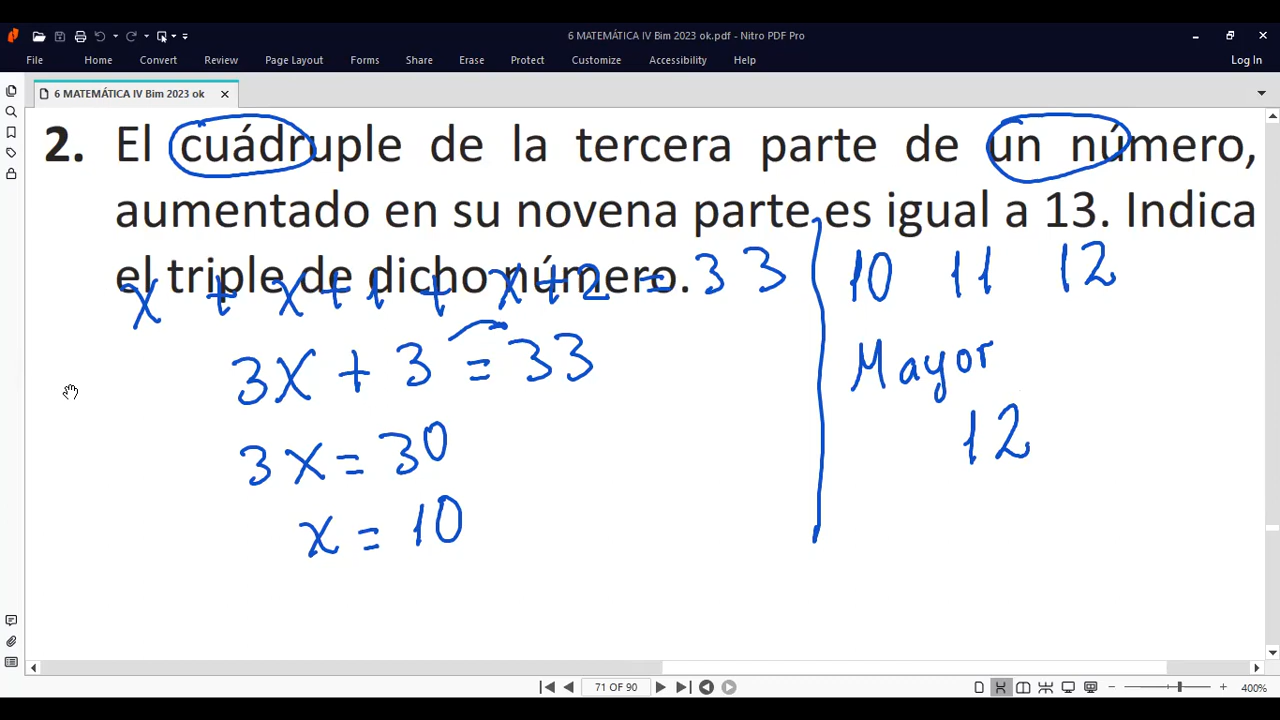 6 MATEMÁTICA IV Bim 2023 ok.pdf - Nitro PDF Pro
File Home Convert Review Page Layout Forms Share Erase Protect Customize Accessibility Help Log In
6 MATEMÁTICA IV Bim 2023 ok
2. El cuádruple de la tercera parte de un número,
aumentado en su novena parte es igual a 13. Indica
el triple de dicho número.
x + x+1 + x+2 = 33
3x + 3 = 33
3x = 30
x = 10
10 11 12
Mayor
12
71 OF 90
400%